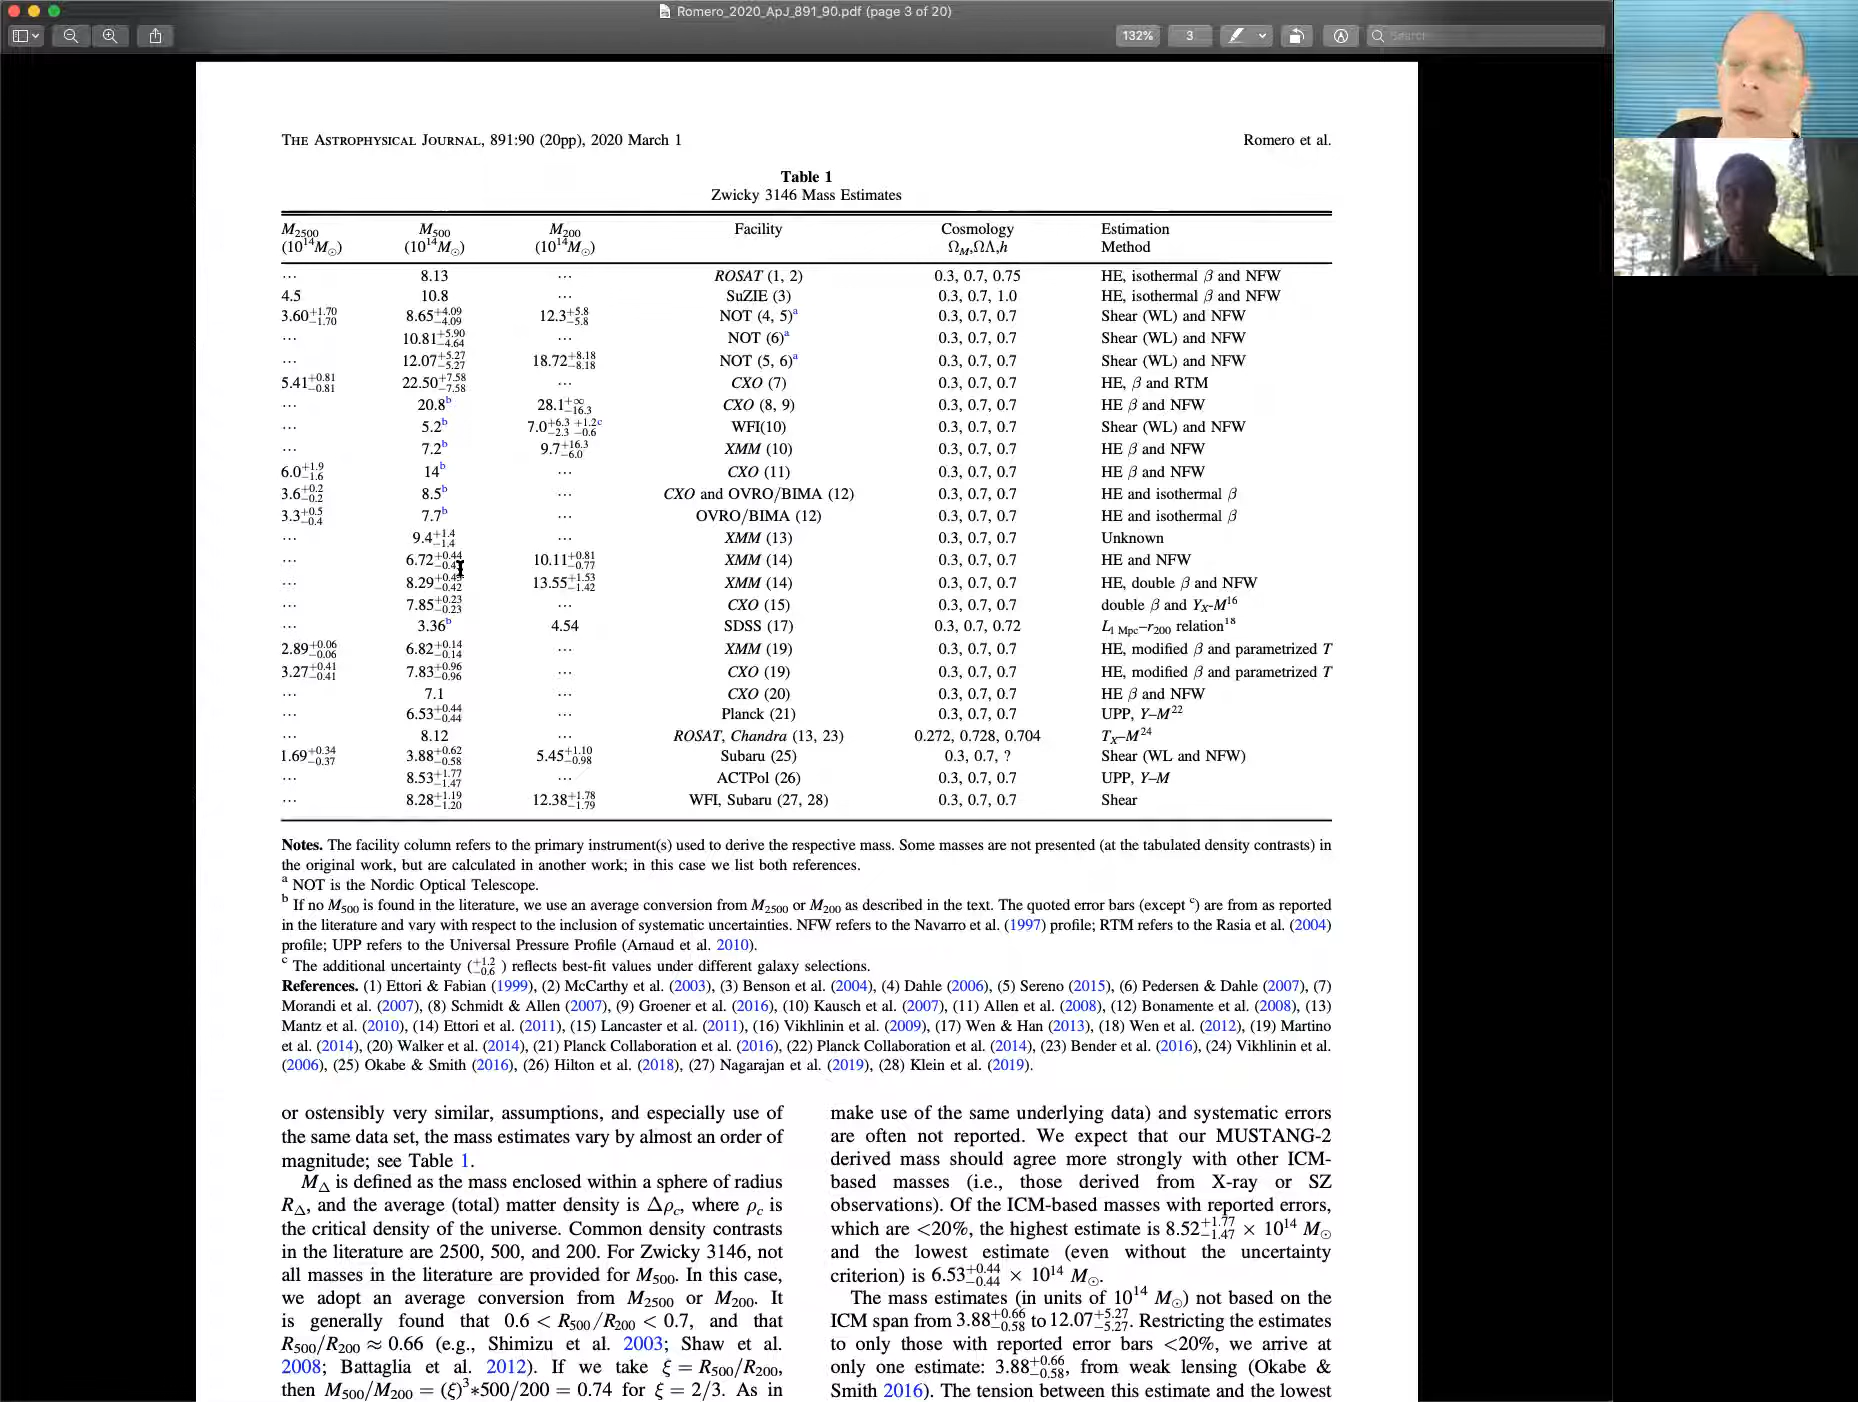 Romero_2020_ApJ_891_90.pdf (page 3 of 20)
132%
3
Search
THE ASTROPHYSICAL JOURNAL, 891:90 (20pp), 2020 March 1 Romero et al.
Table 1
Zwicky 3146 Mass Estimates
M2500 M500 M200 Facility Cosmology Estimation
(10^14 M⊙) (10^14 M⊙) (10^14 M⊙) Ω_M,ΩΛ,h Method
... 8.13 ... ROSAT (1, 2) 0.3, 0.7, 0.75 HE, isothermal β and NFW
4.5 10.8 ... SuZIE (3) 0.3, 0.7, 1.0 HE, isothermal β and NFW
3.60+1.70−1.70 8.65+4.09−4.09 12.3+5.8−5.8 NOT (4, 5)a 0.3, 0.7, 0.7 Shear (WL) and NFW
... 10.81+5.90−4.64 ... NOT (6)a 0.3, 0.7, 0.7 Shear (WL) and NFW
... 12.07+5.27−5.27 18.72+8.18−8.18 NOT (5, 6)a 0.3, 0.7, 0.7 Shear (WL) and NFW
5.41+0.81−0.81 22.50+7.58−7.58 ... CXO (7) 0.3, 0.7, 0.7 HE, β and RTM
... 20.8b 28.1+∞−16.3 CXO (8, 9) 0.3, 0.7, 0.7 HE β and NFW
... 5.2b 7.0+6.3−2.3 +1.2−0.6c WFI(10) 0.3, 0.7, 0.7 Shear (WL) and NFW
... 7.2b 9.7+16.3−6.0 XMM (10) 0.3, 0.7, 0.7 HE β and NFW
6.0+1.9−1.6 14b ... CXO (11) 0.3, 0.7, 0.7 HE β and NFW
3.6+0.2−0.2 8.5b ... CXO and OVRO/BIMA (12) 0.3, 0.7, 0.7 HE and isothermal β
3.3+0.5−0.4 7.7b ... OVRO/BIMA (12) 0.3, 0.7, 0.7 HE and isothermal β
... 9.4+1.4−1.4 ... XMM (13) 0.3, 0.7, 0.7 Unknown
... 6.72+0.44 10.11+0.81−0.77 XMM (14) 0.3, 0.7, 0.7 HE and NFW
... 8.29 −0.42 13.55+1.53−1.42 XMM (14) 0.3, 0.7, 0.7 HE, double β and NFW
... 7.85+0.23−0.23 ... CXO (15) 0.3, 0.7, 0.7 double β and Y_X-M^16
... 3.36b 4.54 SDSS (17) 0.3, 0.7, 0.72 L_1 Mpc–r200 relation^18
2.89+0.06−0.06 6.82+0.14−0.14 ... XMM (19) 0.3, 0.7, 0.7 HE, modified β and parametrized T
3.27+0.41−0.41 7.83+0.96−0.96 ... CXO (19) 0.3, 0.7, 0.7 HE, modified β and parametrized T
... 7.1 ... CXO (20) 0.3, 0.7, 0.7 HE β and NFW
... 6.53+0.44−0.44 ... Planck (21) 0.3, 0.7, 0.7 UPP, Y–M^22
... 8.12 ... ROSAT, Chandra (13, 23) 0.272, 0.728, 0.704 T_X–M^24
1.69+0.34−0.37 3.88+0.62−0.58 5.45+1.10−0.98 Subaru (25) 0.3, 0.7, ? Shear (WL and NFW)
... 8.53+1.77−1.47 ... ACTPol (26) 0.3, 0.7, 0.7 UPP, Y–M
... 8.28+1.19−1.20 12.38+1.78−1.79 WFI, Subaru (27, 28) 0.3, 0.7, 0.7 Shear
Notes. The facility column refers to the primary instrument(s) used to derive the respective mass. Some masses are not presented (at the tabulated density contrasts) in
the original work, but are calculated in another work; in this case we list both references.
a NOT is the Nordic Optical Telescope.
b If no M500 is found in the literature, we use an average conversion from M2500 or M200 as described in the text. The quoted error bars (except c) are from as reported
in the literature and vary with respect to the inclusion of systematic uncertainties. NFW refers to the Navarro et al. (1997) profile; RTM refers to the Rasia et al. (2004)
profile; UPP refers to the Universal Pressure Profile (Arnaud et al. 2010).
c The additional uncertainty (+1.2−0.6) reflects best-fit values under different galaxy selections.
References. (1) Ettori & Fabian (1999), (2) McCarthy et al. (2003), (3) Benson et al. (2004), (4) Dahle (2006), (5) Sereno (2015), (6) Pedersen & Dahle (2007), (7)
Morandi et al. (2007), (8) Schmidt & Allen (2007), (9) Groener et al. (2016), (10) Kausch et al. (2007), (11) Allen et al. (2008), (12) Bonamente et al. (2008), (13)
Mantz et al. (2010), (14) Ettori et al. (2011), (15) Lancaster et al. (2011), (16) Vikhlinin et al. (2009), (17) Wen & Han (2013), (18) Wen et al. (2012), (19) Martino
et al. (2014), (20) Walker et al. (2014), (21) Planck Collaboration et al. (2016), (22) Planck Collaboration et al. (2014), (23) Bender et al. (2016), (24) Vikhlinin et al.
(2006), (25) Okabe & Smith (2016), (26) Hilton et al. (2018), (27) Nagarajan et al. (2019), (28) Klein et al. (2019).
or ostensibly very similar, assumptions, and especially use of
the same data set, the mass estimates vary by almost an order of
magnitude; see Table 1.
M_Δ is defined as the mass enclosed within a sphere of radius
R_Δ, and the average (total) matter density is Δρ_c, where ρ_c is
the critical density of the universe. Common density contrasts
in the literature are 2500, 500, and 200. For Zwicky 3146, not
all masses in the literature are provided for M500. In this case,
we adopt an average conversion from M2500 or M200. It
is generally found that 0.6 < R500/R200 < 0.7, and that
R500/R200 ≈ 0.66 (e.g., Shimizu et al. 2003; Shaw et al.
2008; Battaglia et al. 2012). If we take ξ = R500/R200,
then M500/M200 = (ξ)^3*500/200 = 0.74 for ξ = 2/3. As in
make use of the same underlying data) and systematic errors
are often not reported. We expect that our MUSTANG-2
derived mass should agree more strongly with other ICM-
based masses (i.e., those derived from X-ray or SZ
observations). Of the ICM-based masses with reported errors,
which are <20%, the highest estimate is 8.52+1.77−1.47 × 10^14 M⊙
and the lowest estimate (even without the uncertainty
criterion) is 6.53+0.44−0.44 × 10^14 M⊙.
The mass estimates (in units of 10^14 M⊙) not based on the
ICM span from 3.88+0.66−0.58 to 12.07+5.27−5.27. Restricting the estimates
to only those with reported error bars <20%, we arrive at
only one estimate: 3.88+0.66−0.58, from weak lensing (Okabe &
Smith 2016). The tension between this estimate and the lowest